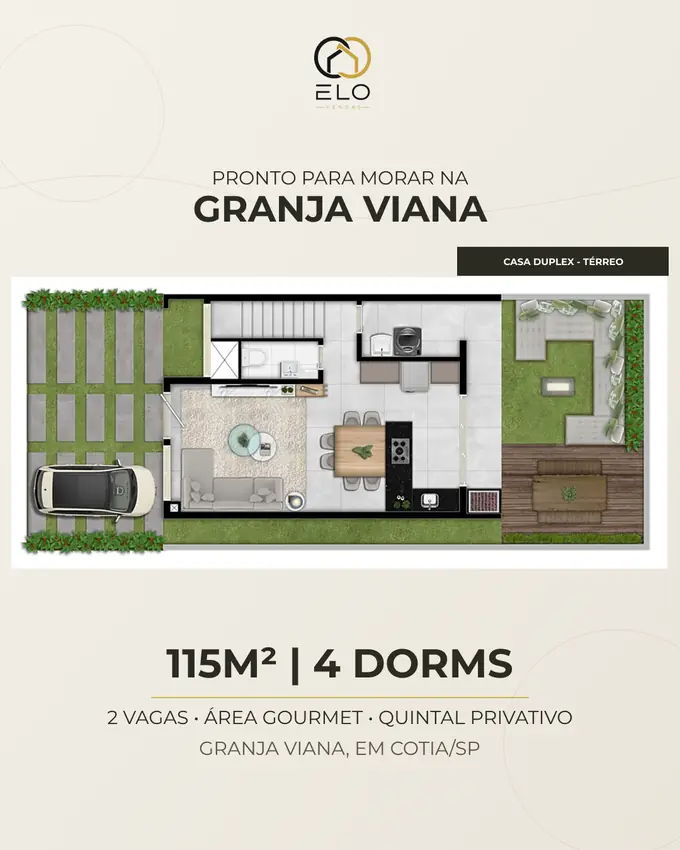 ELO
VENDAS
PRONTO PARA MORAR NA
GRANJA VIANA
CASA DUPLEX - TÉRREO
115M² | 4 DORMS
2 VAGAS • ÁREA GOURMET • QUINTAL PRIVATIVO
GRANJA VIANA, EM COTIA/SP